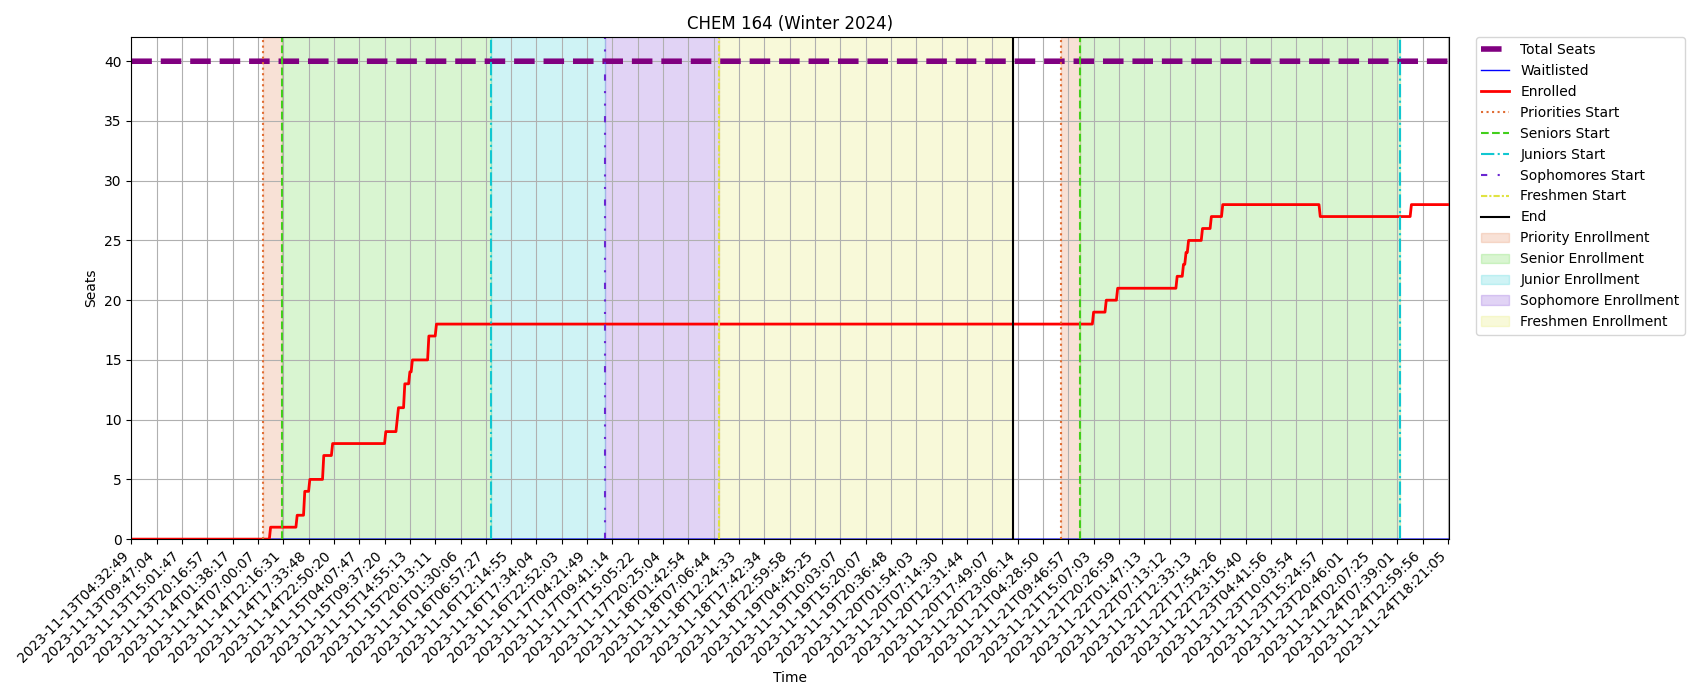 CHEM 164 (Winter 2024)
Seats
40
35
30
25
20
15
10
5
0
2023-11-13T04:32:49
2023-11-13T09:47:04
2023-11-13T15:01:47
2023-11-13T20:16:57
2023-11-14T01:38:17
2023-11-14T07:00:07
2023-11-14T12:16:31
2023-11-14T17:33:48
2023-11-14T22:50:20
2023-11-15T04:07:47
2023-11-15T09:37:20
2023-11-15T14:55:13
2023-11-15T20:13:11
2023-11-16T01:30:06
2023-11-16T06:57:27
2023-11-16T12:14:55
2023-11-16T17:34:04
2023-11-16T22:52:03
2023-11-17T04:21:49
2023-11-17T09:41:14
2023-11-17T15:05:22
2023-11-17T20:25:04
2023-11-18T01:42:54
2023-11-18T07:06:44
2023-11-18T12:24:33
2023-11-18T17:42:34
2023-11-18T22:59:58
2023-11-19T04:45:25
2023-11-19T10:03:07
2023-11-19T15:20:07
2023-11-19T20:36:48
2023-11-20T01:54:03
2023-11-20T07:14:30
2023-11-20T12:31:44
2023-11-20T17:49:07
2023-11-20T23:06:14
2023-11-21T04:28:50
2023-11-21T09:46:57
2023-11-21T15:07:03
2023-11-21T20:26:59
2023-11-22T01:47:13
2023-11-22T07:13:12
2023-11-22T12:33:13
2023-11-22T17:54:26
2023-11-22T23:15:40
2023-11-23T04:41:56
2023-11-23T10:03:54
2023-11-23T15:24:57
2023-11-23T20:46:01
2023-11-24T02:07:25
2023-11-24T07:39:01
2023-11-24T12:59:56
2023-11-24T18:21:05
Time
Total Seats
Waitlisted
Enrolled
Priorities Start
Seniors Start
Juniors Start
Sophomores Start
Freshmen Start
End
Priority Enrollment
Senior Enrollment
Junior Enrollment
Sophomore Enrollment
Freshmen Enrollment